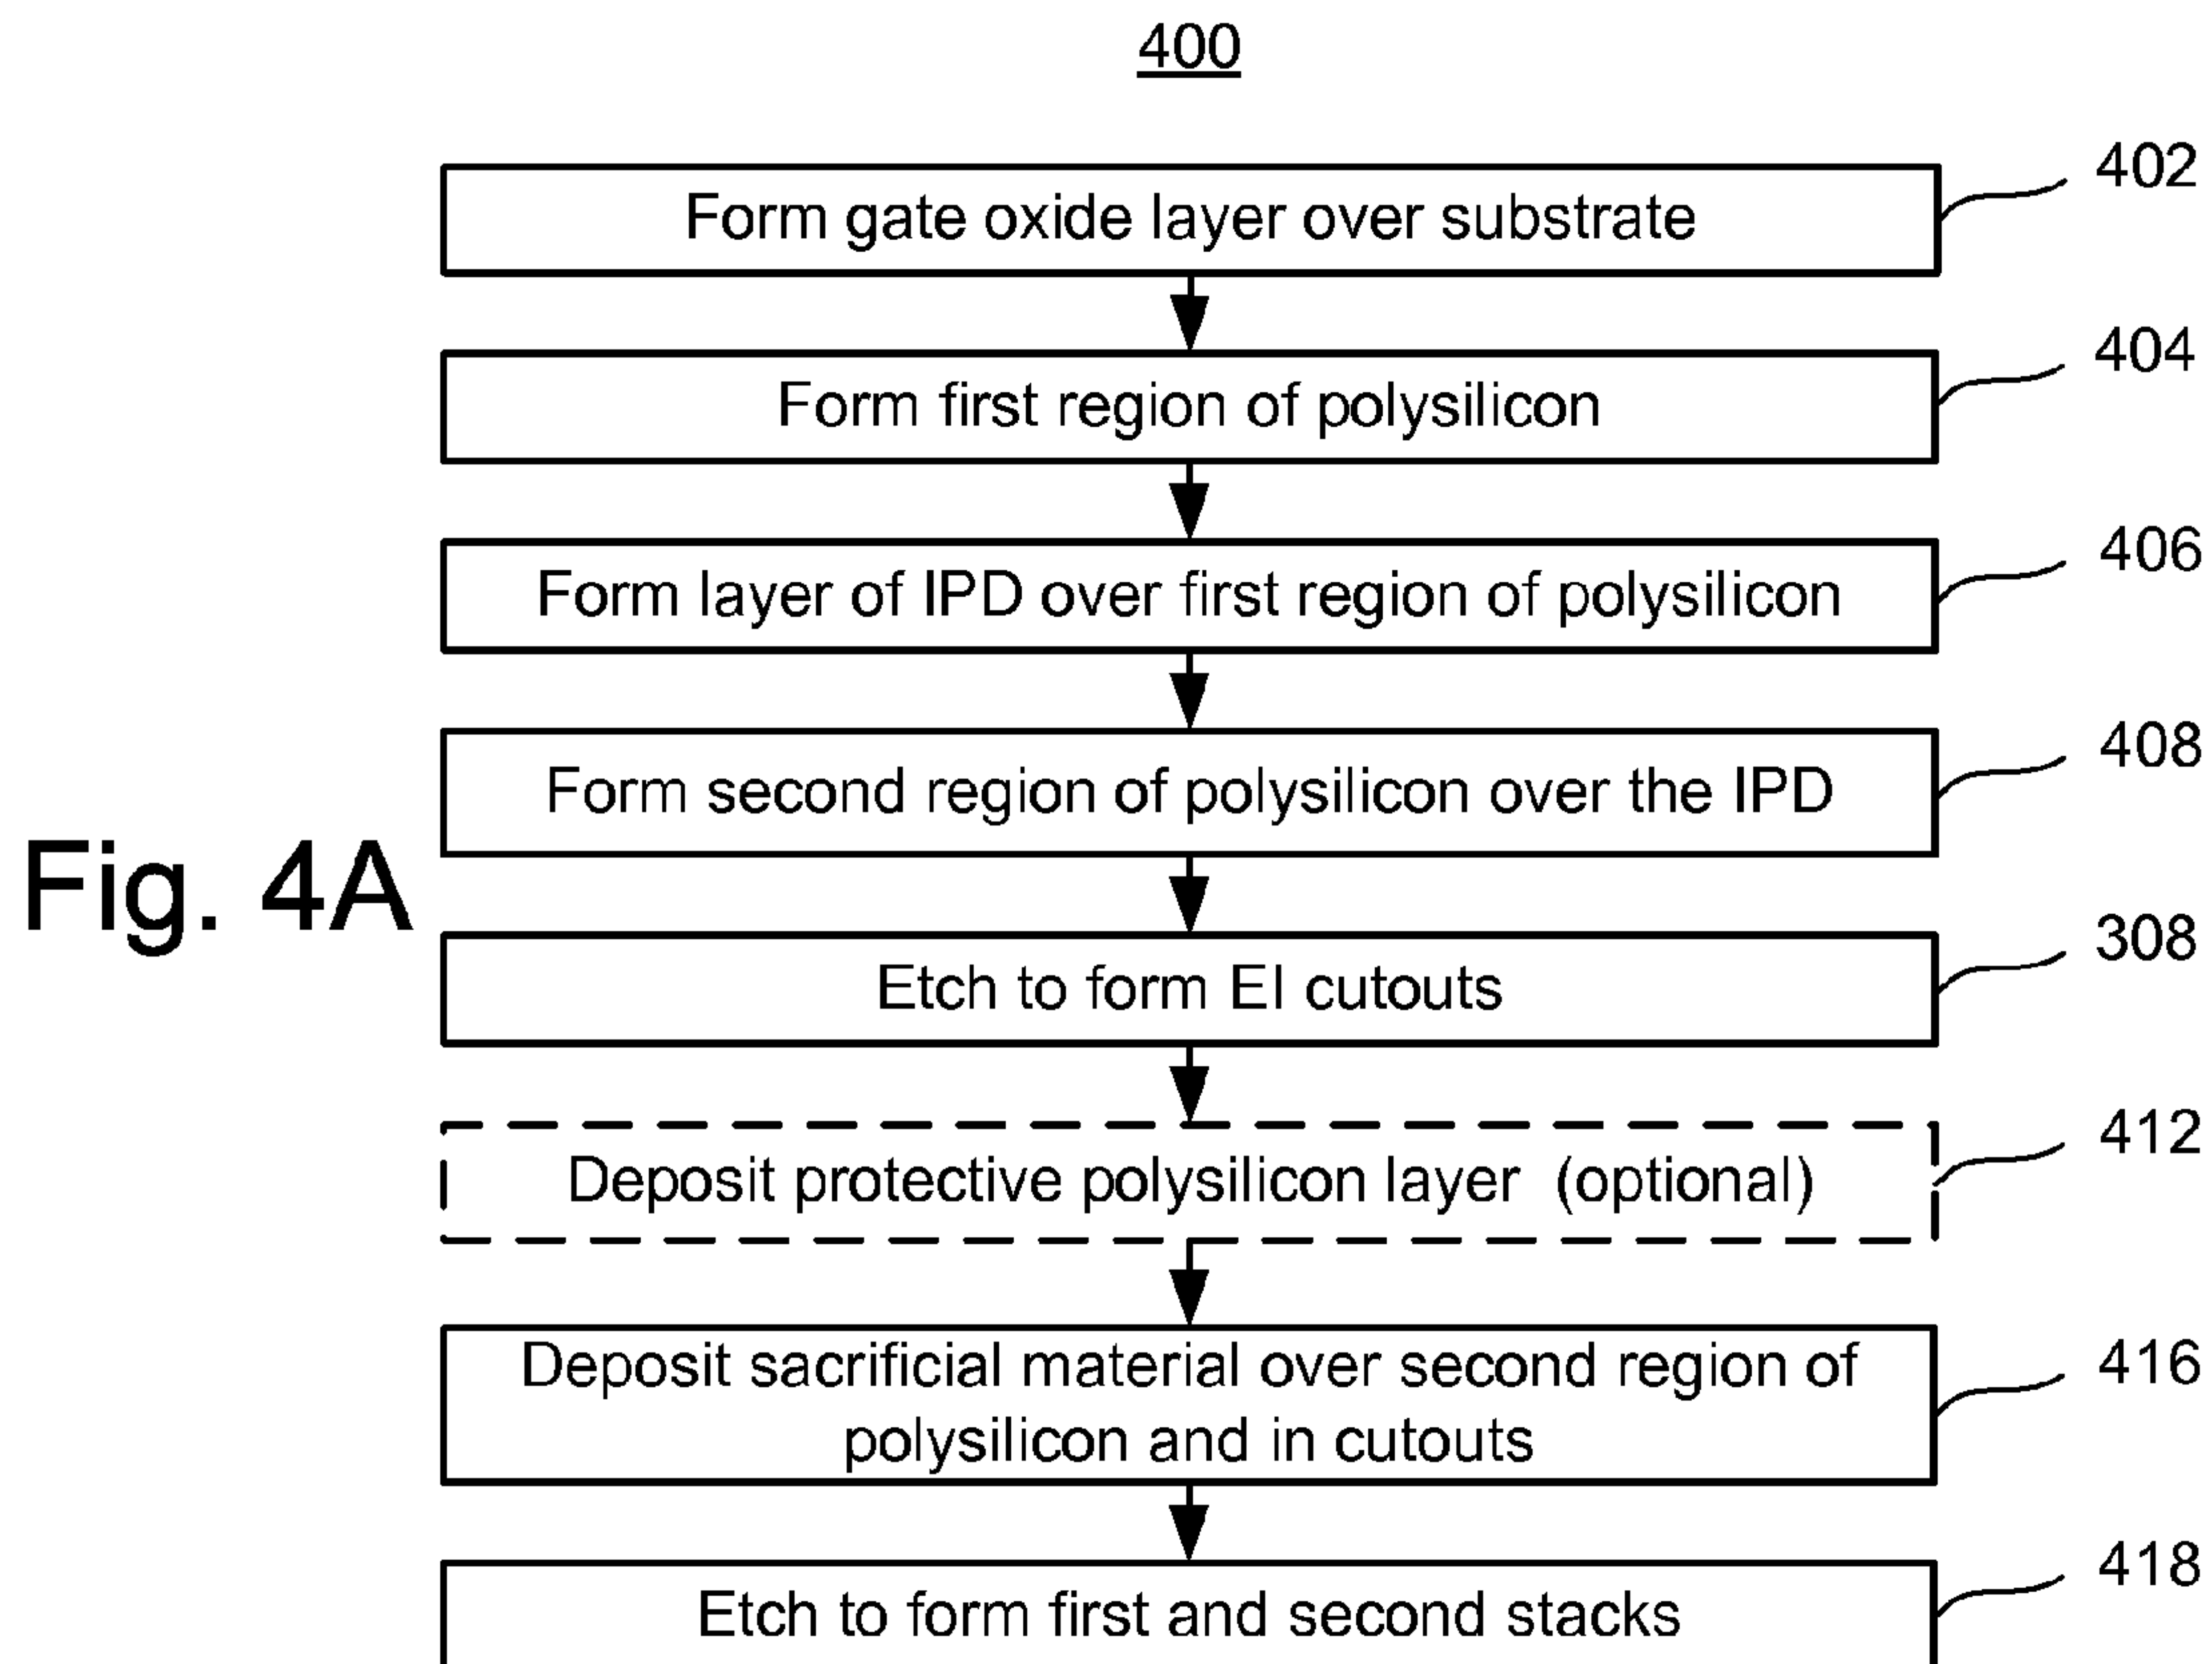 400
Form gate oxide layer over substrate
402
Form first region of polysilicon
404
Form layer of IPD over first region of polysilicon
406
Form second region of polysilicon over the IPD
408
Fig. 4A
Etch to form EI cutouts
308
Deposit protective polysilicon layer (optional)
412
Deposit sacrificial material over second region of
polysilicon and in cutouts
416
Etch to form first and second stacks
418